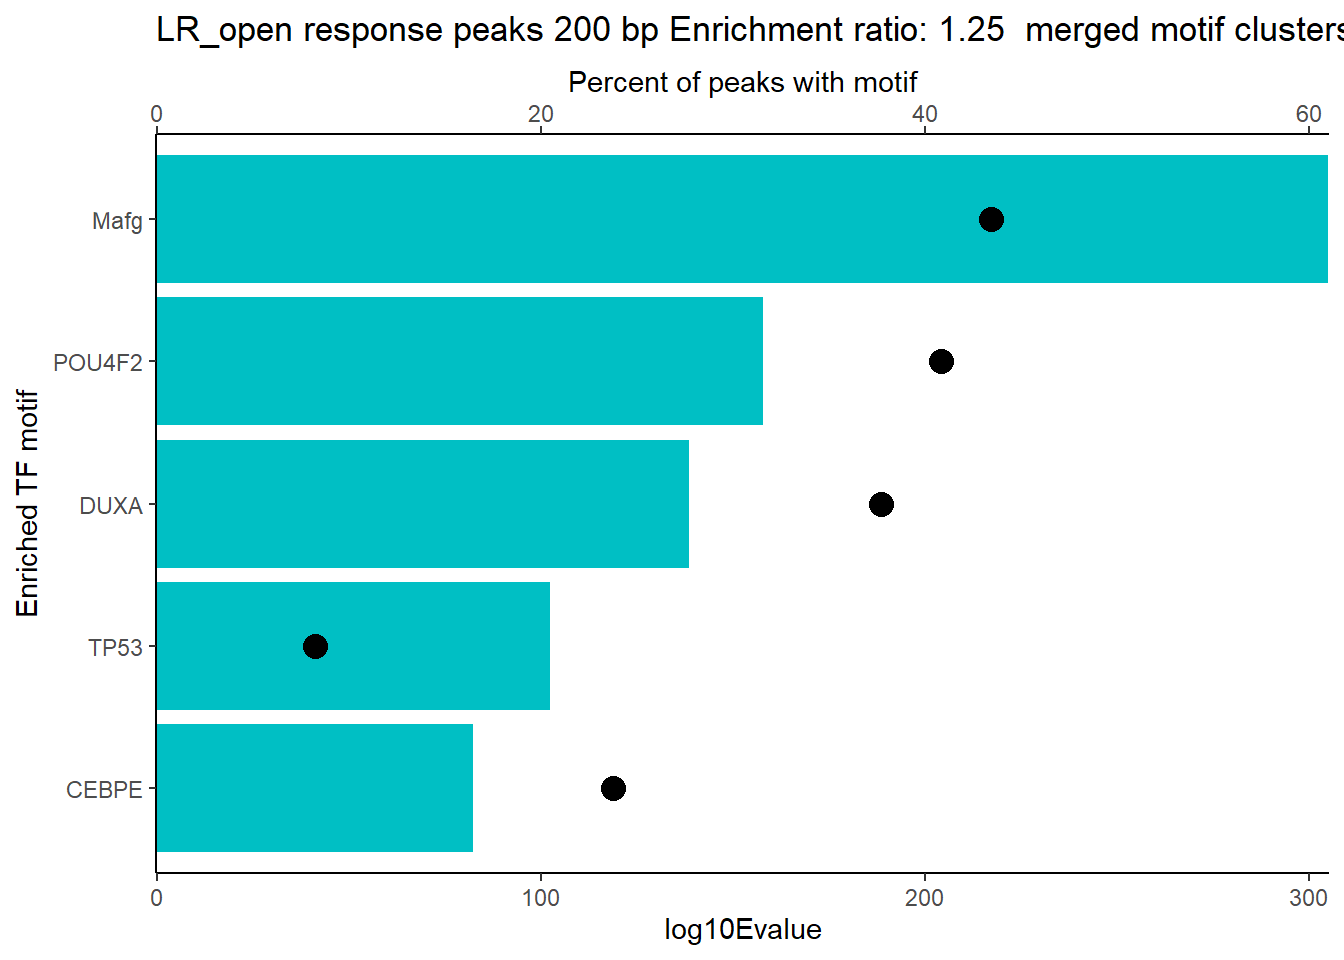 LR_open response peaks 200 bp Enrichment ratio: 1.25  merged motif clusters
Percent of peaks with motif
0 20 40 60
Mafg
POU4F2
DUXA
TP53
CEBPE
Enriched TF motif
0 100 200 300
log10Evalue